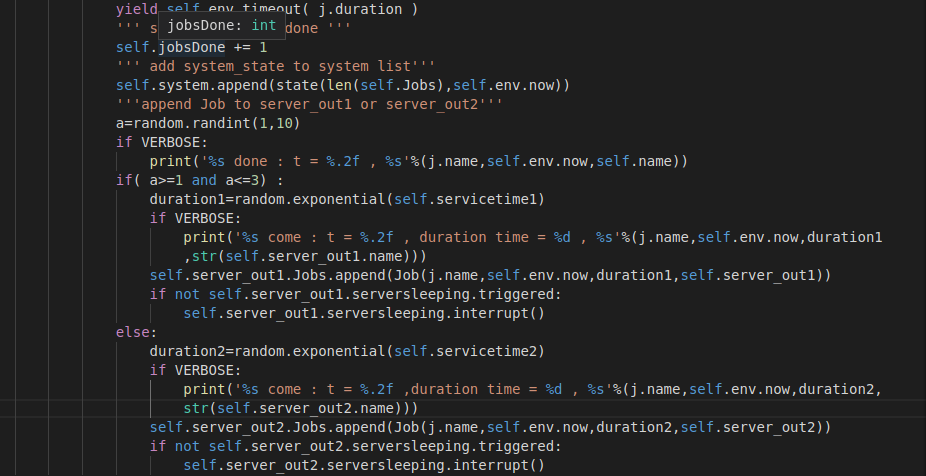 yield self.env.timeout( j.duration )
''' s done '''
jobsDone: int
self.jobsDone += 1
''' add system_state to system list'''
self.system.append(state(len(self.Jobs),self.env.now))
'''append Job to server_out1 or server_out2'''
a=random.randint(1,10)
if VERBOSE:
print('%s done : t = %.2f , %s'%(j.name,self.env.now,self.name))
if( a>=1 and a<=3) :
duration1=random.exponential(self.servicetime1)
if VERBOSE:
print('%s come : t = %.2f , duration time = %d , %s'%(j.name,self.env.now,duration1
,str(self.server_out1.name)))
self.server_out1.Jobs.append(Job(j.name,self.env.now,duration1,self.server_out1))
if not self.server_out1.serversleeping.triggered:
self.server_out1.serversleeping.interrupt()
else:
duration2=random.exponential(self.servicetime2)
if VERBOSE:
print('%s come : t = %.2f ,duration time = %d , %s'%(j.name,self.env.now,duration2,
str(self.server_out2.name)))
self.server_out2.Jobs.append(Job(j.name,self.env.now,duration2,self.server_out2))
if not self.server_out2.serversleeping.triggered:
self.server_out2.serversleeping.interrupt()